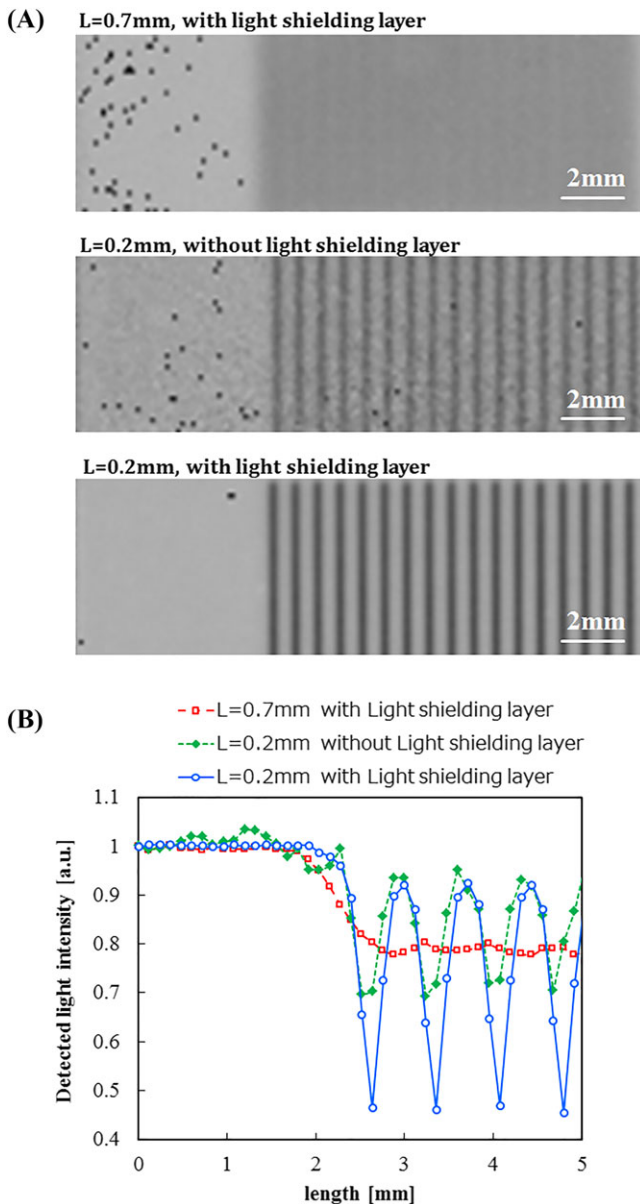 (A)
L=0.7mm, with light shielding layer
2mm
L=0.2mm, without light shielding layer
2mm
L=0.2mm, with light shielding layer
2mm
(B)
L=0.7mm with Light shielding layer
L=0.2mm without Light shielding layer
L=0.2mm with Light shielding layer
1.1
1
0.9
0.8
0.7
0.6
0.5
0.4
Detected light intensity [a.u.]
0 1 2 3 4 5
length [mm]